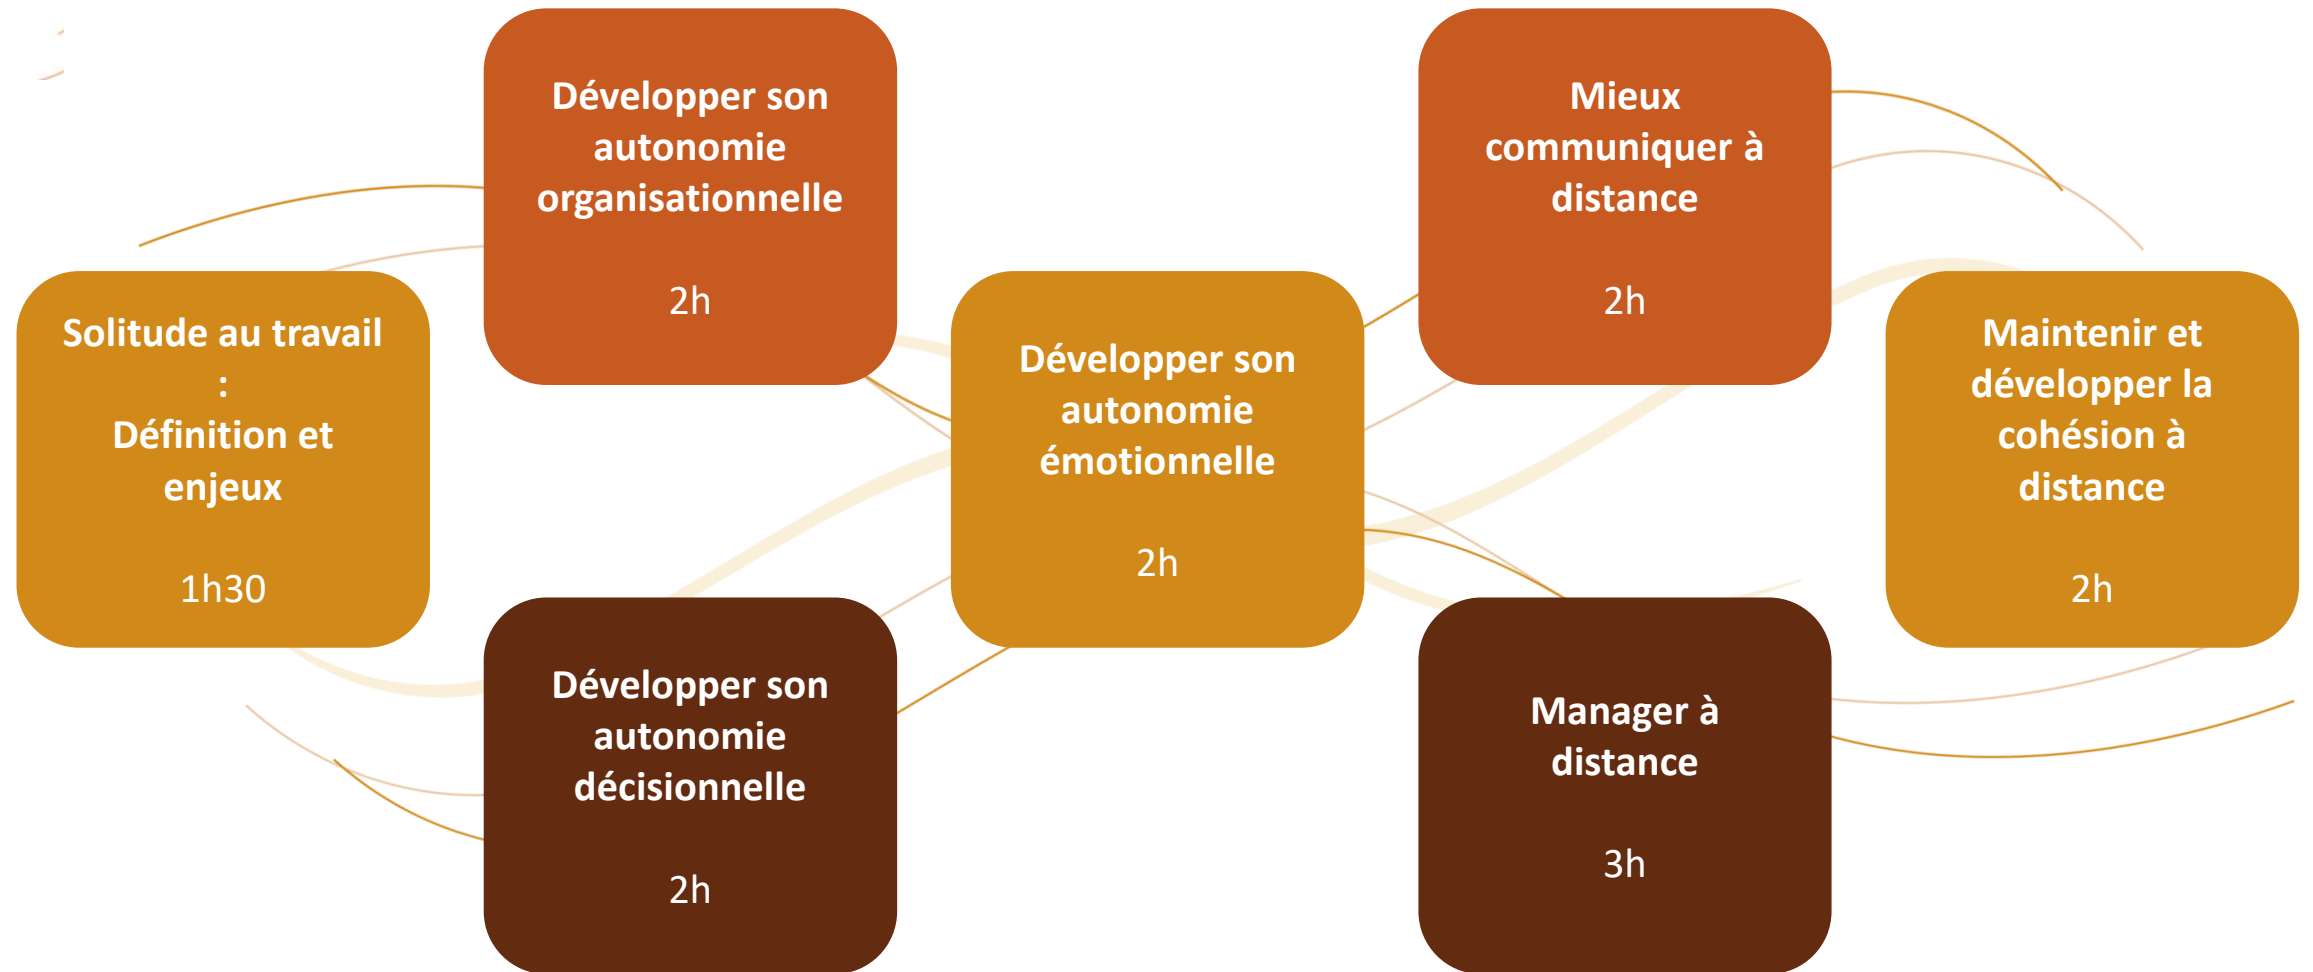 Solitude au travail
:
Définition et
enjeux
1h30
Développer son
autonomie
organisationnelle
2h
Développer son
autonomie
décisionnelle
2h
Développer son
autonomie
émotionnelle
2h
Mieux
communiquer à
distance
2h
Manager à
distance
3h
Maintenir et
développer la
cohésion à
distance
2h